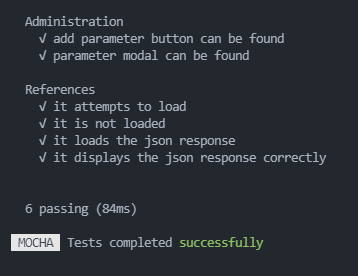 Administration
√ add parameter button can be found
√ parameter modal can be found
References
√ it attempts to load
√ it is not loaded
√ it loads the json response
√ it displays the json response correctly
6 passing (84ms)
MOCHA Tests completed successfully